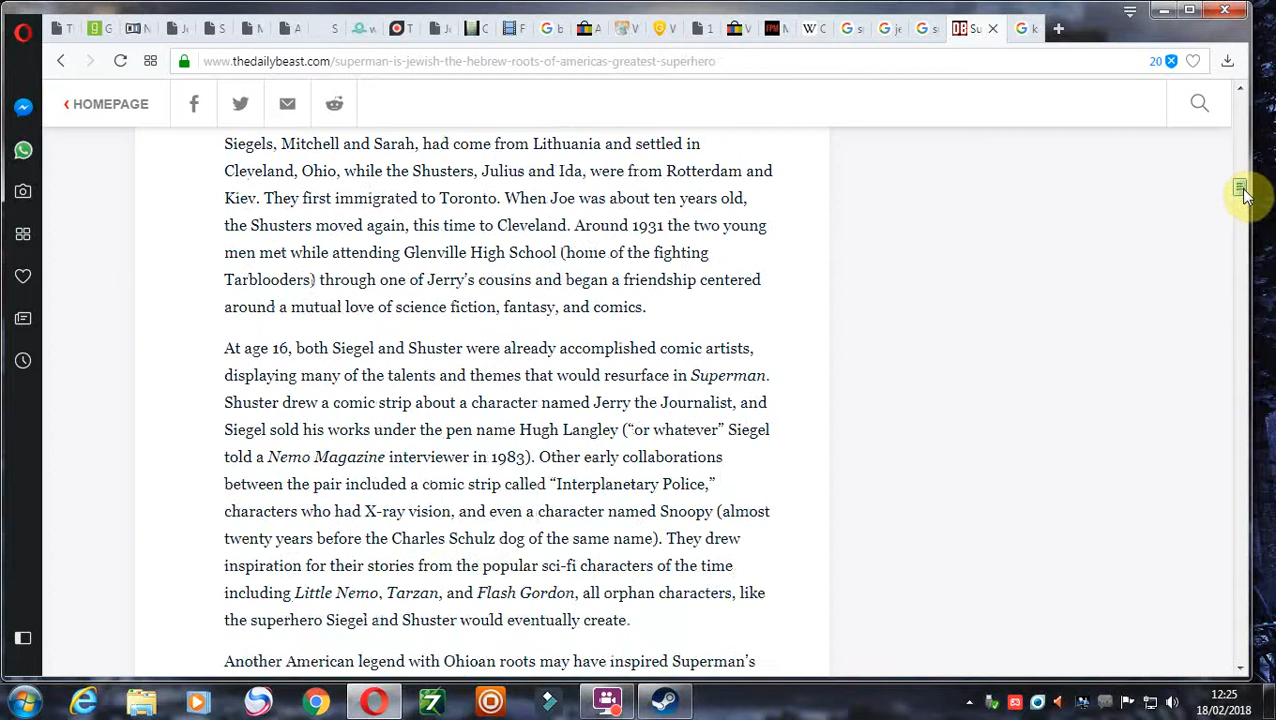 T
G
N
Je
S
M
A
S
w
T
Je
C
F
G b
A
V
V
1
V
M
W C
G s
G je
G s
DB Su
G k
www.thedailybeast.com/superman-is-jewish-the-hebrew-roots-of-americas-greatest-superhero
20
‹ HOMEPAGE
Siegels, Mitchell and Sarah, had come from Lithuania and settled in
Cleveland, Ohio, while the Shusters, Julius and Ida, were from Rotterdam and
Kiev. They first immigrated to Toronto. When Joe was about ten years old,
the Shusters moved again, this time to Cleveland. Around 1931 the two young
men met while attending Glenville High School (home of the fighting
Tarblooders) through one of Jerry’s cousins and began a friendship centered
around a mutual love of science fiction, fantasy, and comics.
At age 16, both Siegel and Shuster were already accomplished comic artists,
displaying many of the talents and themes that would resurface in Superman.
Shuster drew a comic strip about a character named Jerry the Journalist, and
Siegel sold his works under the pen name Hugh Langley (“or whatever” Siegel
told a Nemo Magazine interviewer in 1983). Other early collaborations
between the pair included a comic strip called “Interplanetary Police,”
characters who had X-ray vision, and even a character named Snoopy (almost
twenty years before the Charles Schulz dog of the same name). They drew
inspiration for their stories from the popular sci-fi characters of the time
including Little Nemo, Tarzan, and Flash Gordon, all orphan characters, like
the superhero Siegel and Shuster would eventually create.
Another American legend with Ohioan roots may have inspired Superman’s
12:25
18/02/2018